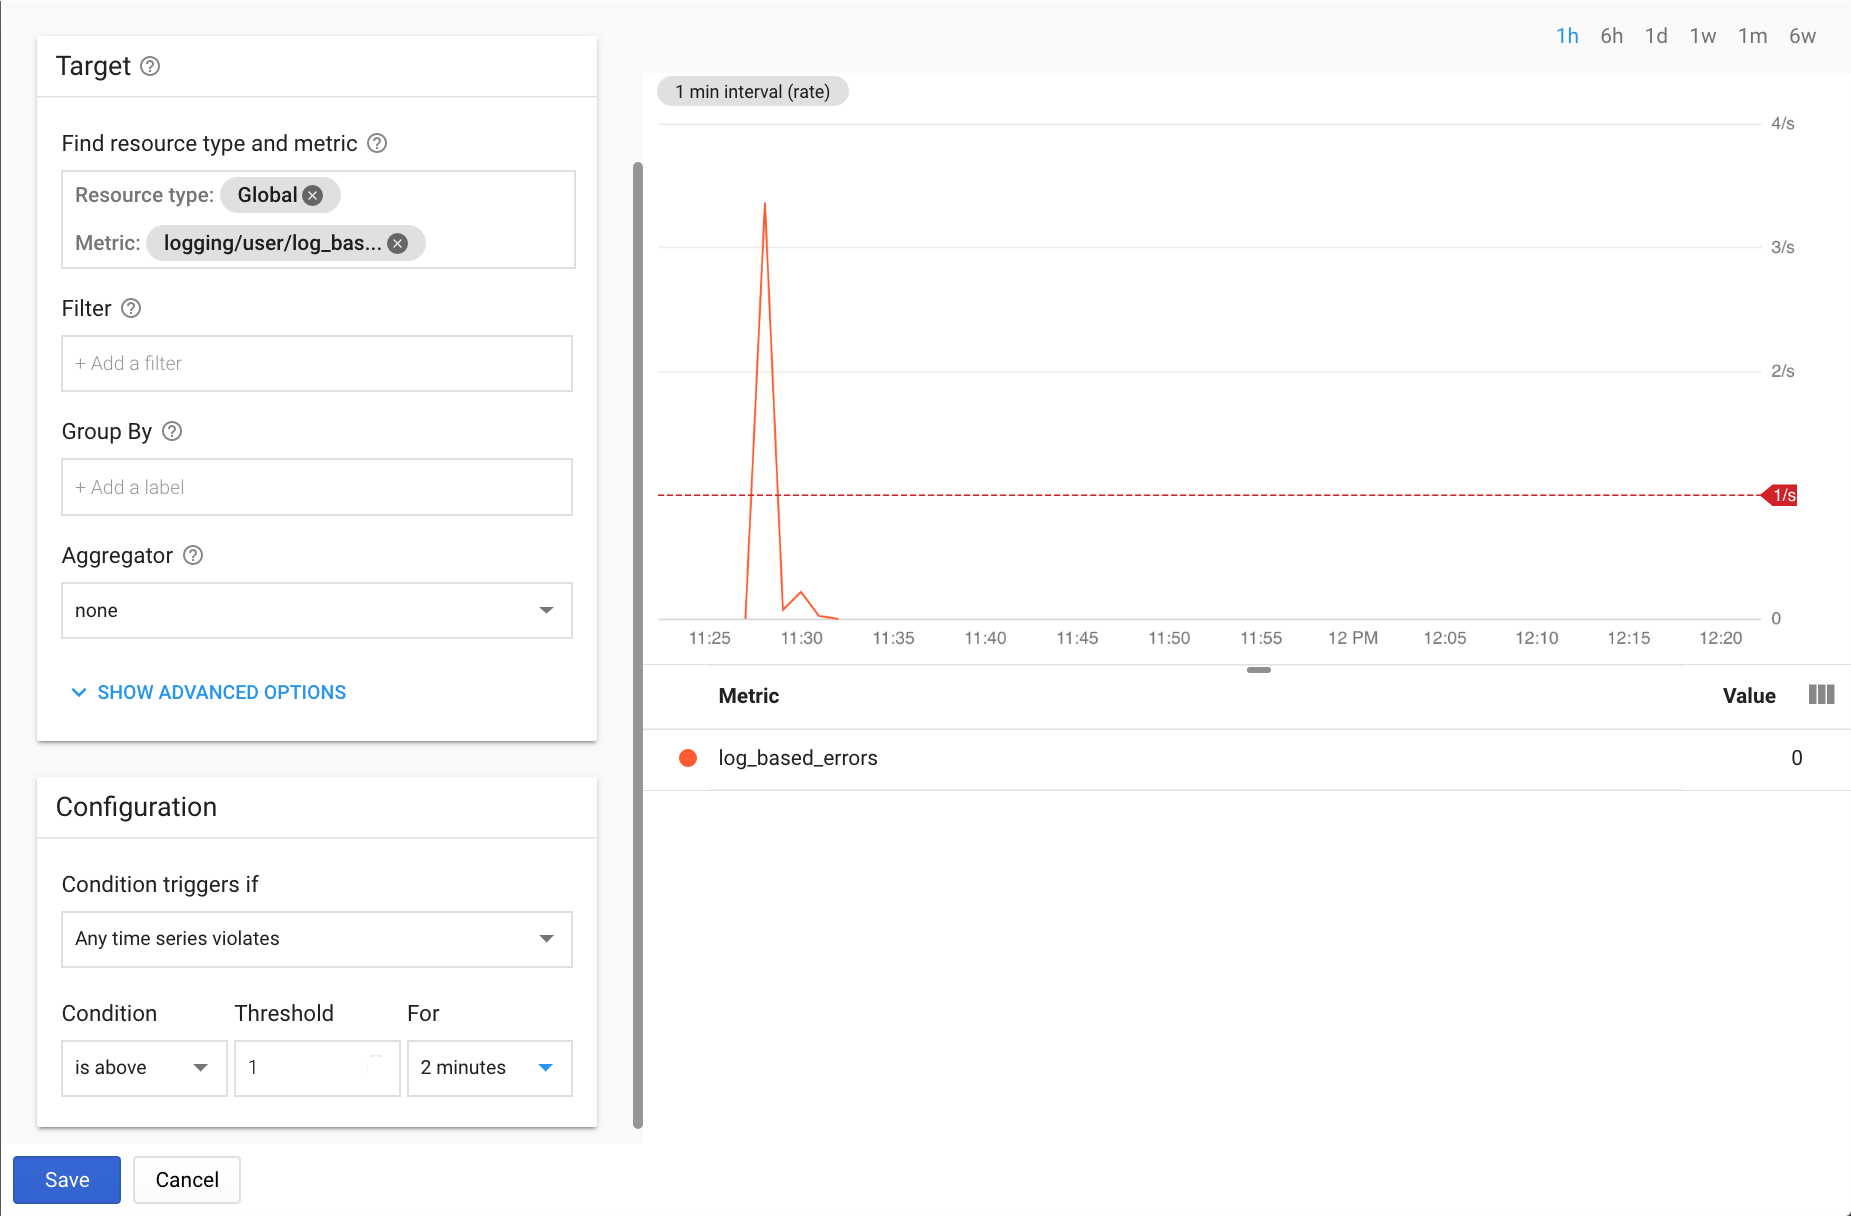 Target
Find resource type and metric
Resource type: Global
Metric: logging/user/log_bas...
Filter
+ Add a filter
Group By
+ Add a label
Aggregator
none
SHOW ADVANCED OPTIONS
Configuration
Condition triggers if
Any time series violates
Condition Threshold For
is above 1 2 minutes
Save Cancel
1h 6h 1d 1w 1m 6w
1 min interval (rate)
4/s
3/s
2/s
1/s
0
11:25 11:30 11:35 11:40 11:45 11:50 11:55 12 PM 12:05 12:10 12:15 12:20
Metric Value
log_based_errors 0